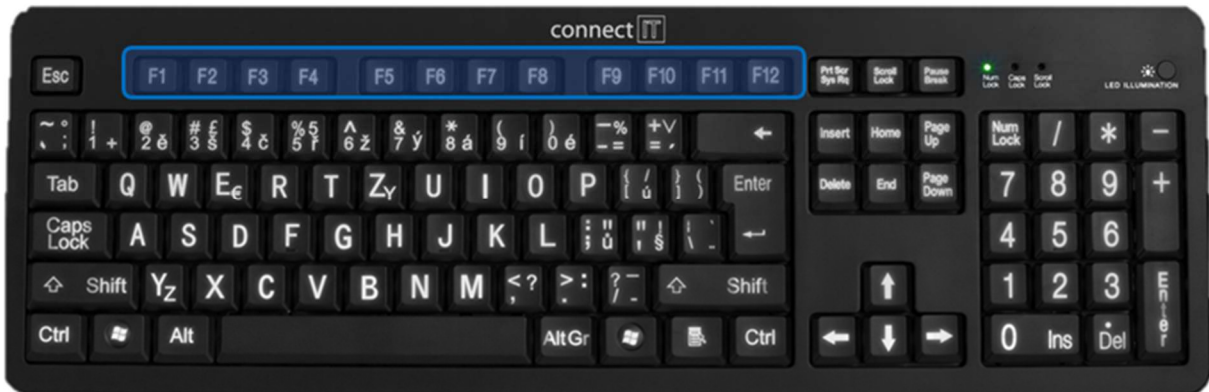 connect IT
Esc F1 F2 F3 F4 F5 F6 F7 F8 F9 F10 F11 F12 Prt Scr Sys Rq Scroll Lock Pause Break Num Lock Caps Lock Scroll Lock LED ILLUMINATION
~ ° ` ; ! 1 + @ 2 ě # £ 3 š $ 4 č % 5 5 ř ^ 6 ž & 7 ý * 8 á ( 9 í ) 0 é — % - = + = ← Insert Home Page Up Num Lock / * -
Tab Q W E € R T Z Y U I O P { / [ ú } ( ] ) Enter Delete End Page Down 7 8 9 +
Caps Lock A S D F G H J K L : " ; ů " ! ' § 4 5 6
⇧ Shift Y Z X C V B N M < ? , > : . ? _ / - ⇧ Shift ↑ 1 2 3 Enter
Ctrl Alt Alt Gr Ctrl ← ↓ → 0 Ins . Del